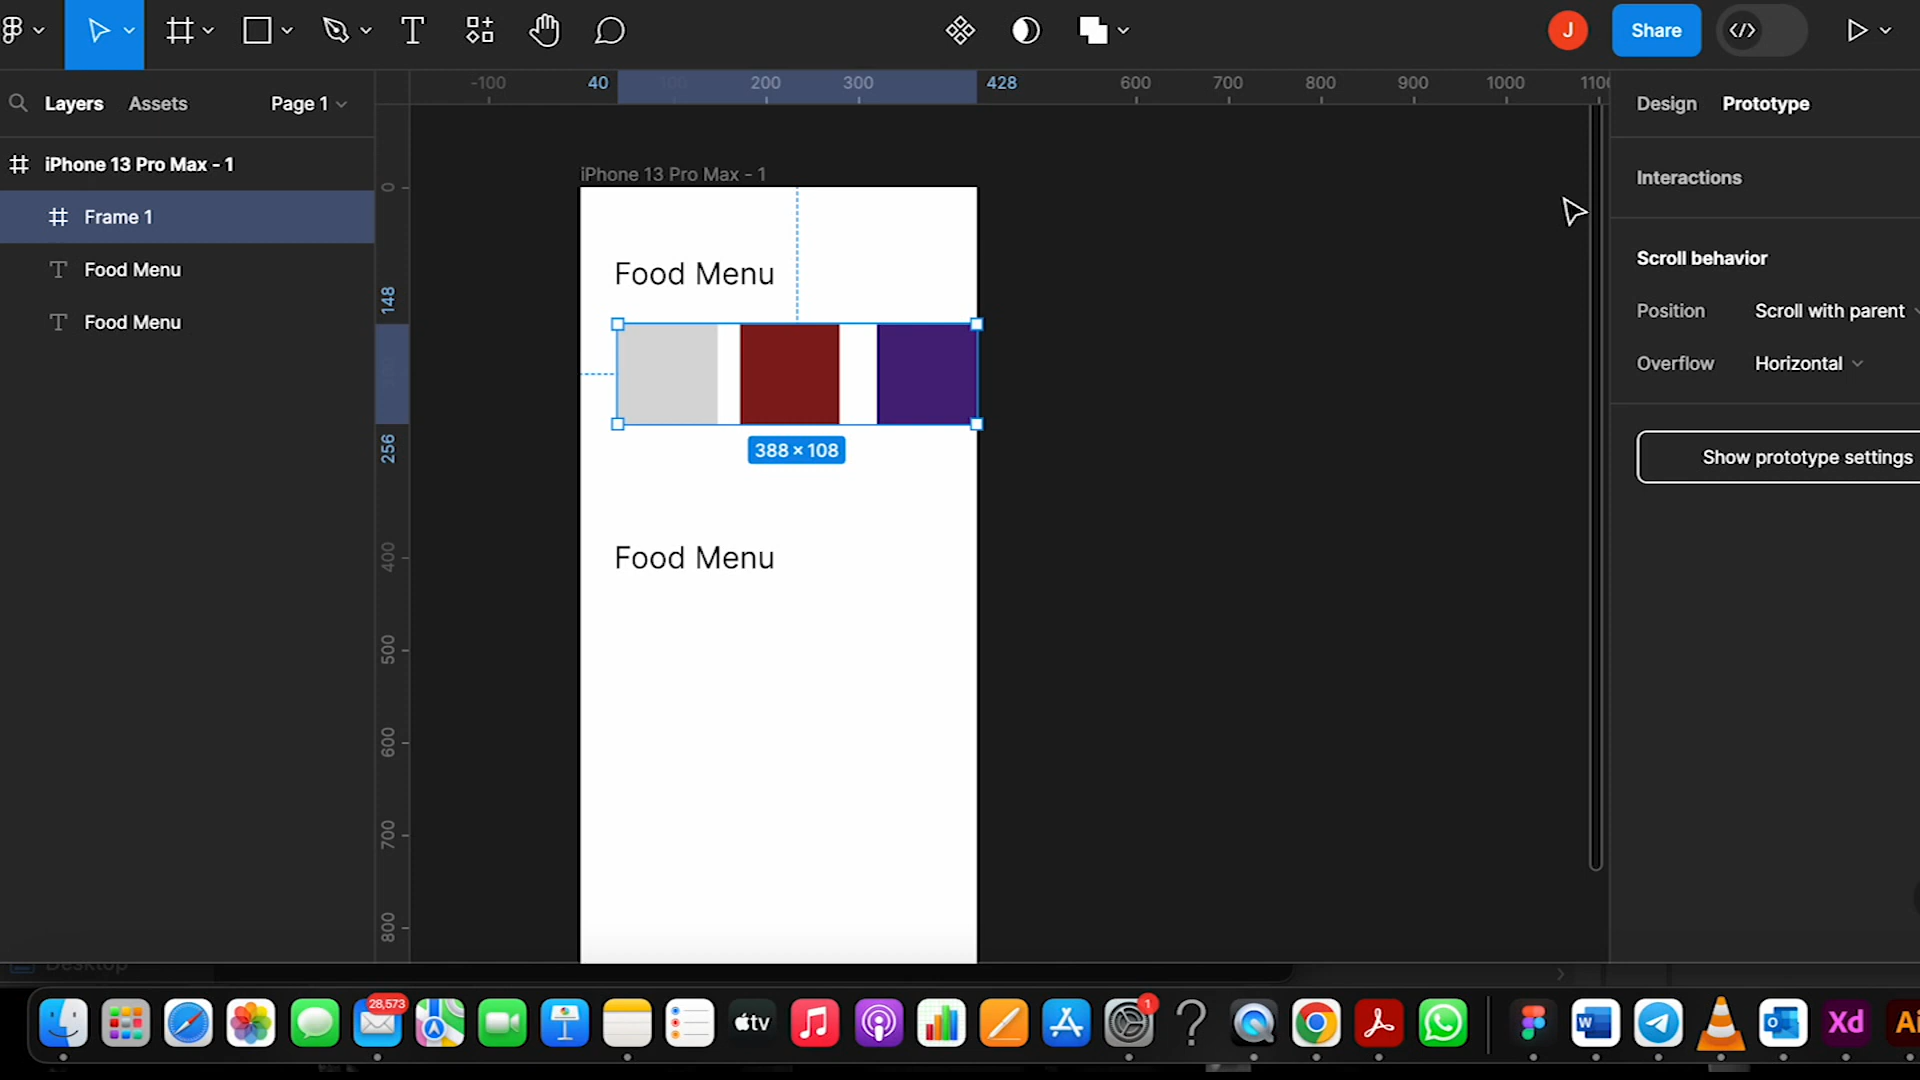 J
Share
Layers
Assets
Page 1
-100
40
200
300
428
600
700
800
900
1000
Design
Prototype
iPhone 13 Pro Max - 1
Frame 1
Food Menu
Food Menu
iPhone 13 Pro Max - 1
Food Menu
388 × 108
Food Menu
0
148
256
400
500
600
700
800
Interactions
Scroll behavior
Position
Scroll with parent
Overflow
Horizontal
Show prototype settings
Desktop
28,573
tv
1
W
Xd
Ai